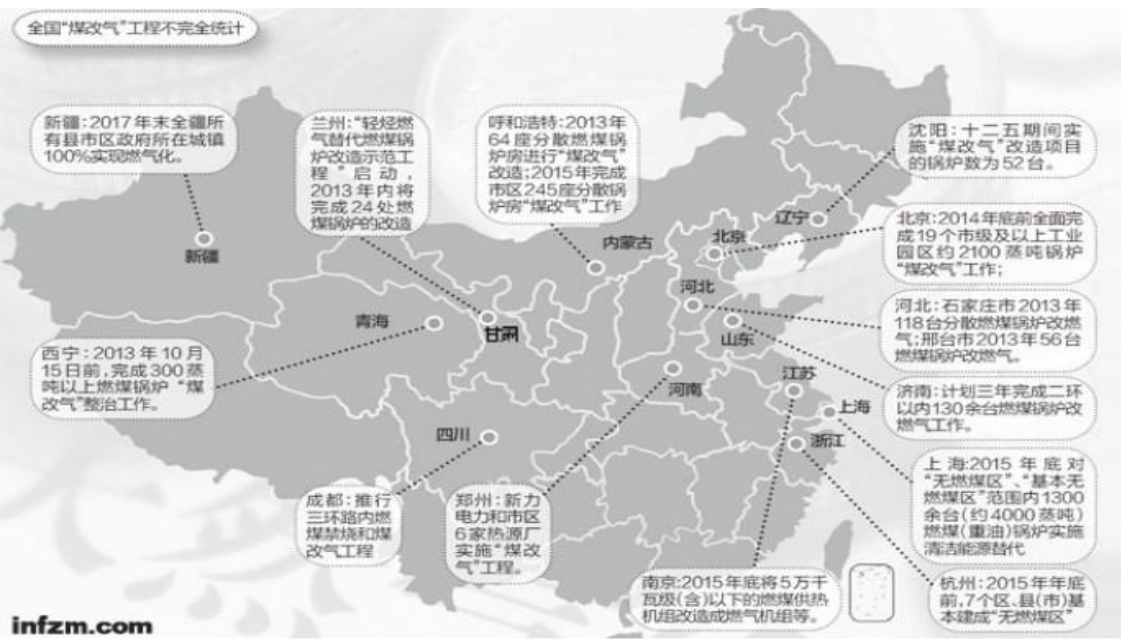 全国“煤改气”工程不完全统计
新疆:2017年末全疆所
有县市区政府所在城镇
100%实现燃气化。
兰州:“轻烃燃
气替代燃煤锅
炉改造示范工
程”启动,
2013年内将
完成24处燃
煤锅炉的改造
呼和浩特:2013年
64座分散燃煤锅
炉房进行“煤改气”
改造;2015年完成
市区245座分散锅
炉房“煤改气”工作
沈阳:十二五期间实
施“煤改气”改造项目
的锅炉数为52台。
北京:2014年底前全面完
成19个市级及以上工业
园区约2100蒸吨锅炉
“煤改气”工作;
河北:石家庄市2013年
118台分散燃煤锅炉改燃
气;邢台市2013年56台
燃煤锅炉改燃气。
西宁:2013年10月
15日前,完成300蒸
吨以上燃煤锅炉“煤
改气”整治工作。
济南:计划三年完成二环
以内130余台燃煤锅炉改
燃气工作。
上海:2015年底对
“无燃煤区”、“基本无
燃煤区”范围内1300
余台(约4000蒸吨)
燃煤(重油)锅炉实施
清洁能源替代
成都:推行
三环路内燃
煤禁烧和煤
改气工程
郑州:新力
电力和市区
6家热源厂
实施“煤改
气”工程。
南京:2015年底将5万千
瓦级(含)以下的燃煤供热
机组改造成燃气机组等。
杭州:2015年年底
前,7个区、县(市)基
本建成“无燃煤区”
新疆
内蒙古
辽宁
北京
河北
青海
甘肃
山东
河南
江苏
上海
四川
浙江
infzm.com